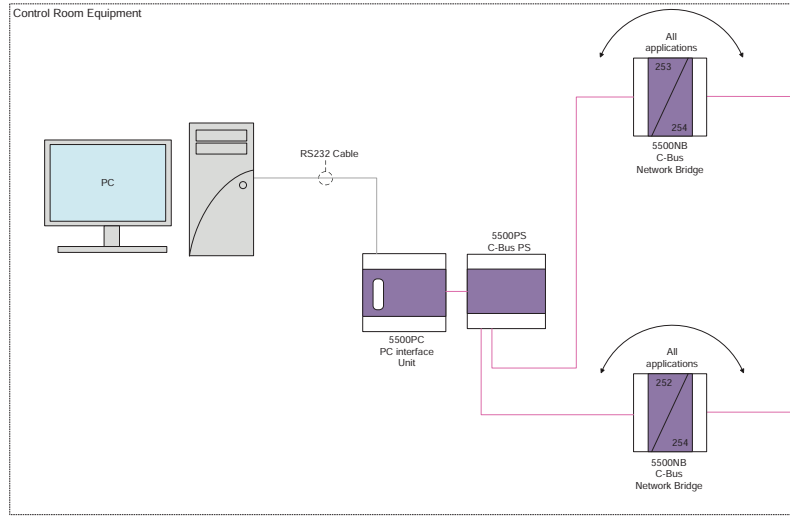 Control Room Equipment
All
applications
253
254
5500NB
C-Bus
Network Bridge
RS232 Cable
PC
5500PS
C-Bus PS
5500PC
PC interface
Unit
All
applications
252
254
5500NB
C-Bus
Network Bridge